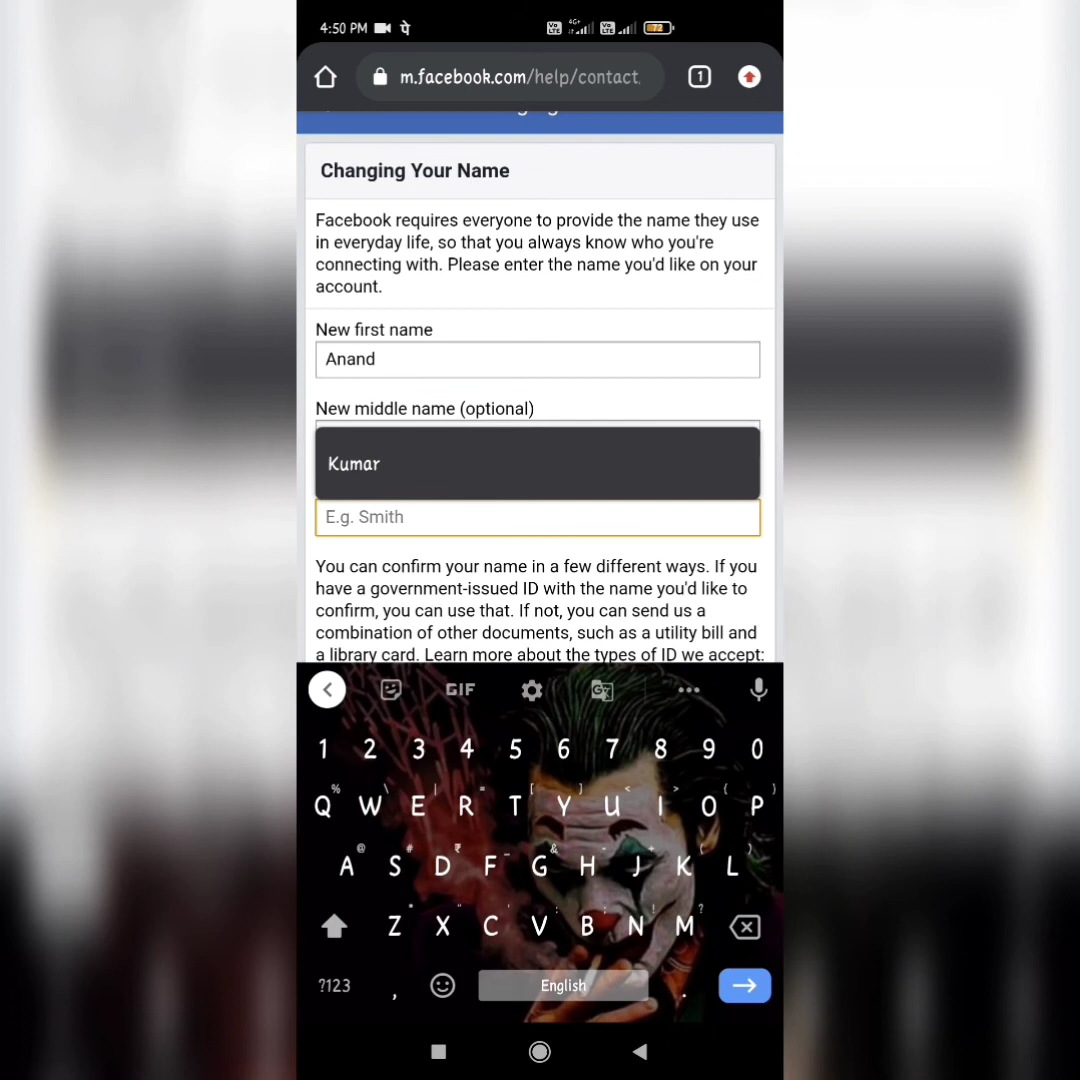 4:50 PM पे Vo LTE 4G+ Vo LTE 72
m.facebook.com/help/contact 1
Changing Your Name
Facebook requires everyone to provide the name they use
in everyday life, so that you always know who you're
connecting with. Please enter the name you'd like on your
account.
New first name
Anand
New middle name (optional)
Kumar
E.g. Smith
You can confirm your name in a few different ways. If you
have a government-issued ID with the name you'd like to
confirm, you can use that. If not, you can send us a
combination of other documents, such as a utility bill and
a library card. Learn more about the types of ID we accept:
GIF
1 2 3 4 5 6 7 8 9 0
% \ | = [ ] < > { }
Q W E R T Y U I O P
@ # ₹ _ & - + ( )
A S D F G H J K L
* " ' : ; ! ?
Z X C V B N M
?123 , English .